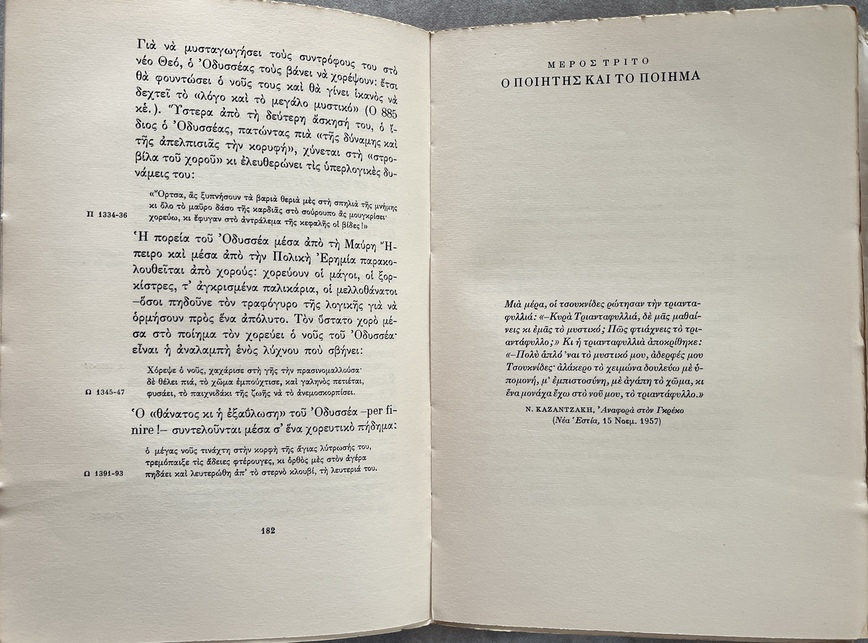 Γιὰ νὰ μυσταγωγήσει τοὺς συντρόφους του στὸ
νέο Θεό, ὁ Ὀδυσσέας τοὺς βάνει νὰ χορέψουν: ἔτσι
θὰ φουντώσει ὁ νοῦς τους καὶ θὰ γίνει ἱκανὸς νὰ
δεχτεῖ τὸ «λόγο καὶ τὸ μεγάλο μυστικό» (Ο 885
κέ.). Ὕστερα ἀπὸ τὴ δεύτερη ἄσκησή του, ὁ ἴ-
διος ὁ Ὀδυσσέας, πατώντας πιὰ «τῆς δύναμης καὶ
τῆς ἀπελπισιᾶς τὴν κορυφή», χύνεται στὴ «στρο-
βίλα τοῦ χοροῦ» κι ἐλευθερώνει τὶς ὑπερλογικὲς δυ-
νάμεις του:
«Ὄρτσα, ἂς ξυπνήσουν τὰ βαριὰ θεριὰ μὲς στὴ σπηλιὰ τῆς μνήμης
κι ὅλο τὸ μαῦρο δάσο τῆς καρδιᾶς στὸ σούρουπο ἂς μουγκρίσει·
Π 1334-36 χορεύω, κι ἔφυγαν στὸ ἀντράλεμα τῆς κεφαλῆς οἱ βίδες!»
Ἡ πορεία τοῦ Ὀδυσσέα μέσα ἀπὸ τὴ Μαύρη Ἤ-
πειρο καὶ μέσα ἀπὸ τὴν Πολικὴ Ἐρημία παρακο-
λουθεῖται ἀπὸ χορούς: χορεύουν οἱ μάγοι, οἱ ξορ-
κίστρες, τ' ἀγκρισμένα παλικάρια, οἱ μελλοθάνατοι
–ὅσοι πηδοῦνε τὸν τραφόγυρο τῆς λογικῆς γιὰ νὰ
ὁρμήσουν πρὸς ἕνα ἀπόλυτο. Τὸν ὕστατο χορὸ μέ-
σα στὸ ποίημα τὸν χορεύει ὁ νοῦς τοῦ Ὀδυσσέα·
εἶναι ἡ ἀναλαμπὴ ἑνὸς λύχνου ποὺ σβήνει:
Χόρεψε ὁ νοῦς, χαχάρισε στὴ γῆς τὴν πρασινομαλλοῦσα·
δὲ θέλει πιά, τὸ χῶμα ἐμπούχτισε, καὶ γαληνὸς πετιέται,
Ω 1345-47 φυσάει, τὸ παιχνιδάκι τῆς ζωῆς νὰ τὸ ἀνεμοσκορπίσει.
Ὁ «θάνατος κι ἡ ἐξαΰλωση» τοῦ Ὀδυσσέα –per fi-
nire!– συντελοῦνται μέσα σ' ἕνα χορευτικὸ πήδημα:
ὁ μέγας νοῦς τινάχτη στὴν κορφὴ τῆς ἅγιας λύτρωσής του,
τρεμόπαιξε τὶς ἄδειες φτέρουγες, κι ὀρθὸς μὲς στὸν ἀγέρα
Ω 1391-93 πηδάει καὶ λευτερώθη ἀπ' τὸ στερνὸ κλουβί, τὴ λευτεριά του.
182
ΜΕΡΟΣ ΤΡΙΤΟ
Ο ΠΟΙΗΤΗΣ ΚΑΙ ΤΟ ΠΟΙΗΜΑ
Μιὰ μέρα, οἱ τσουκνίδες ρώτησαν τὴν τριαντα-
φυλλιά: «–Κυρὰ Τριανταφυλλιά, δὲ μᾶς μαθαί-
νεις κι ἐμᾶς τὸ μυστικό; Πῶς φτιάχνεις τὸ τρι-
αντάφυλλο;» Κι ἡ τριανταφυλλιὰ ἀποκρίθηκε:
«–Πολὺ ἁπλό 'ναι τὸ μυστικό μου, ἀδερφές μου
Τσουκνίδες· ἀλάκερο τὸ χειμώνα δουλεύω μὲ ὑ-
πομονή, μ' ἐμπιστοσύνη, μὲ ἀγάπη τὸ χῶμα, κι
ἕνα μονάχα ἔχω στὸ νοῦ μου, τὸ τριαντάφυλλο.»
Ν. ΚΑΖΑΝΤΖΑΚΗ, Ἀναφορὰ στὸν Γκρέκο
(Νέα Ἑστία, 15 Νοεμ. 1957)